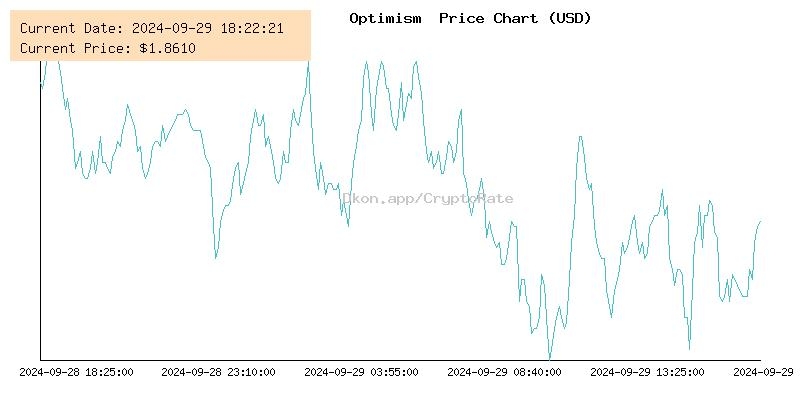 Optimism  Price Chart (USD)
Current Date: 2024-09-29 18:22:21
Current Price: $1.8610
Dkon.app/CryptoRate
2024-09-28 18:25:00 2024-09-28 23:10:00 2024-09-29 03:55:00 2024-09-29 08:40:00 2024-09-29 13:25:00 2024-09-29